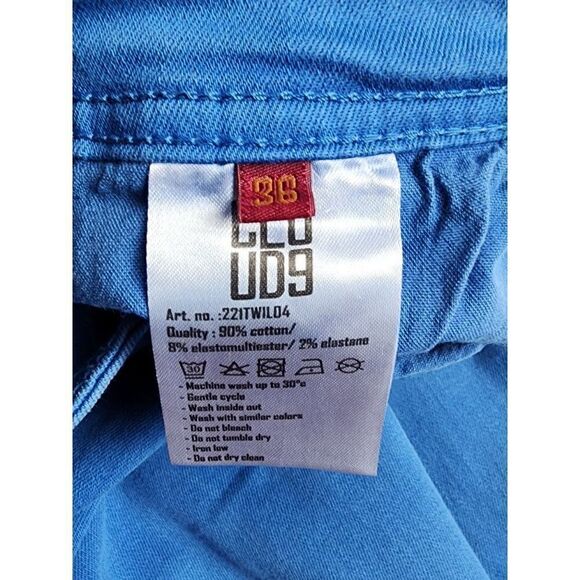 36
CLO
UD9
Art. no. :221TWIL04
Quality : 90% cotton/
8% elastomultiester/ 2% elastane
30
- Machine wash up to 30°c
- Gentle cycle
- Wash inside out
- Wash with similar colors
- Do not bleach
- Do not tumble dry
- Iron low
- Do not dry clean